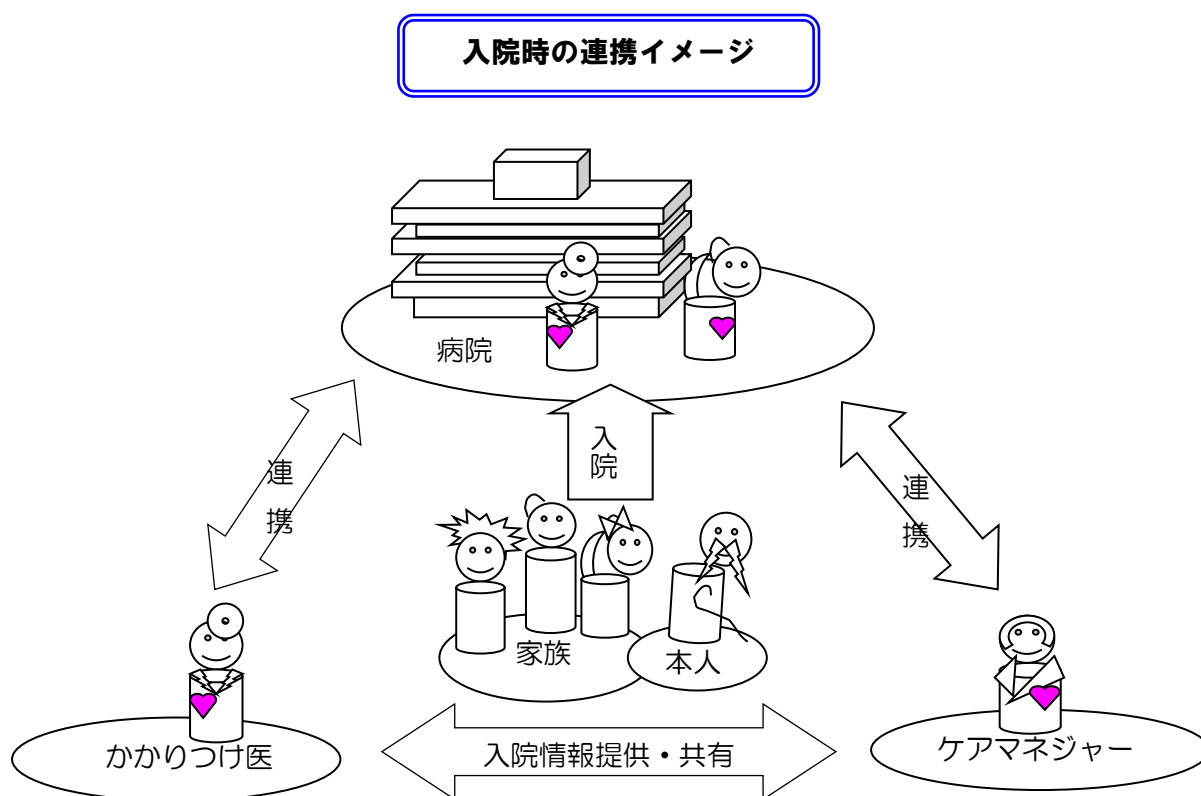 入院時の連携イメージ
病院
入院
連携
連携
家族
本人
かかりつけ医
入院情報提供・共有
ケアマネジャー